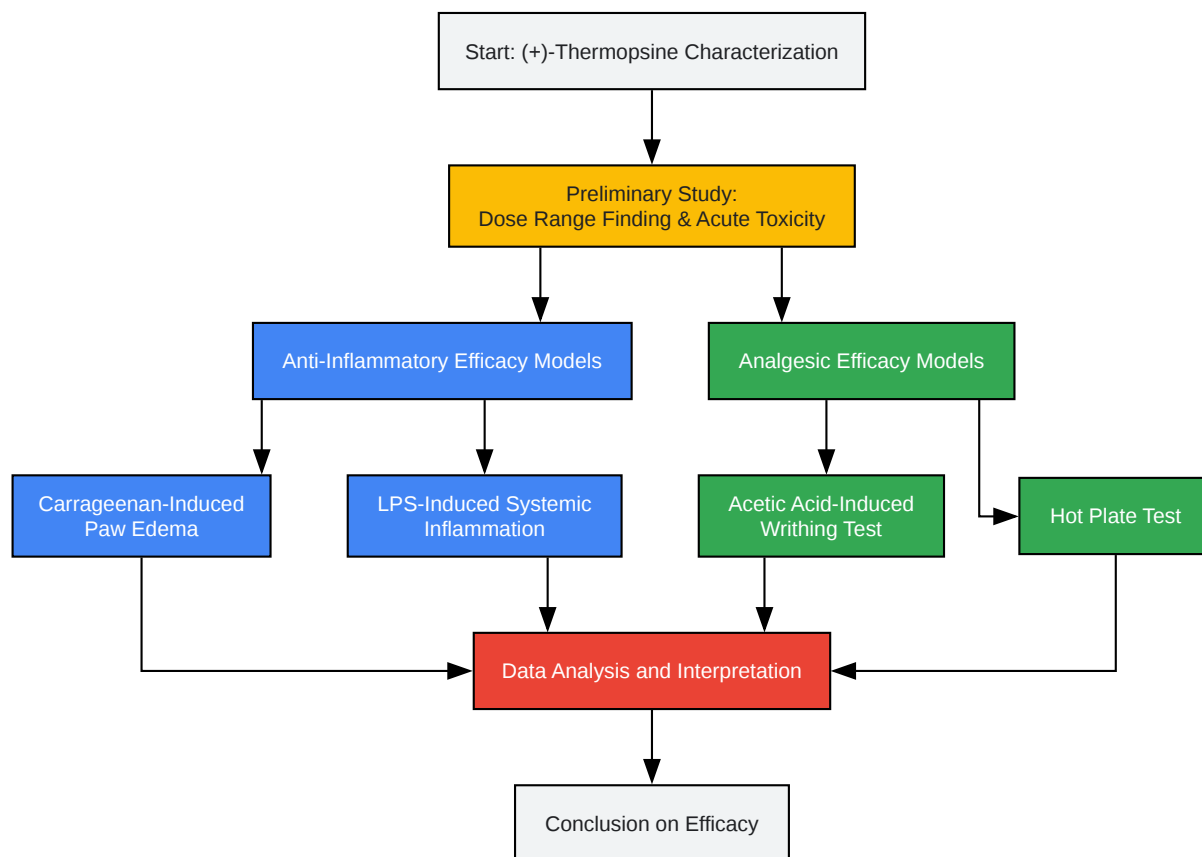 Start: (+)-Thermopsine Characterization
Preliminary Study:
Dose Range Finding & Acute Toxicity
Anti-Inflammatory Efficacy Models
Analgesic Efficacy Models
Carrageenan-Induced
Paw Edema
LPS-Induced Systemic
Inflammation
Acetic Acid-Induced
Writhing Test
Hot Plate Test
Data Analysis and Interpretation
Conclusion on Efficacy